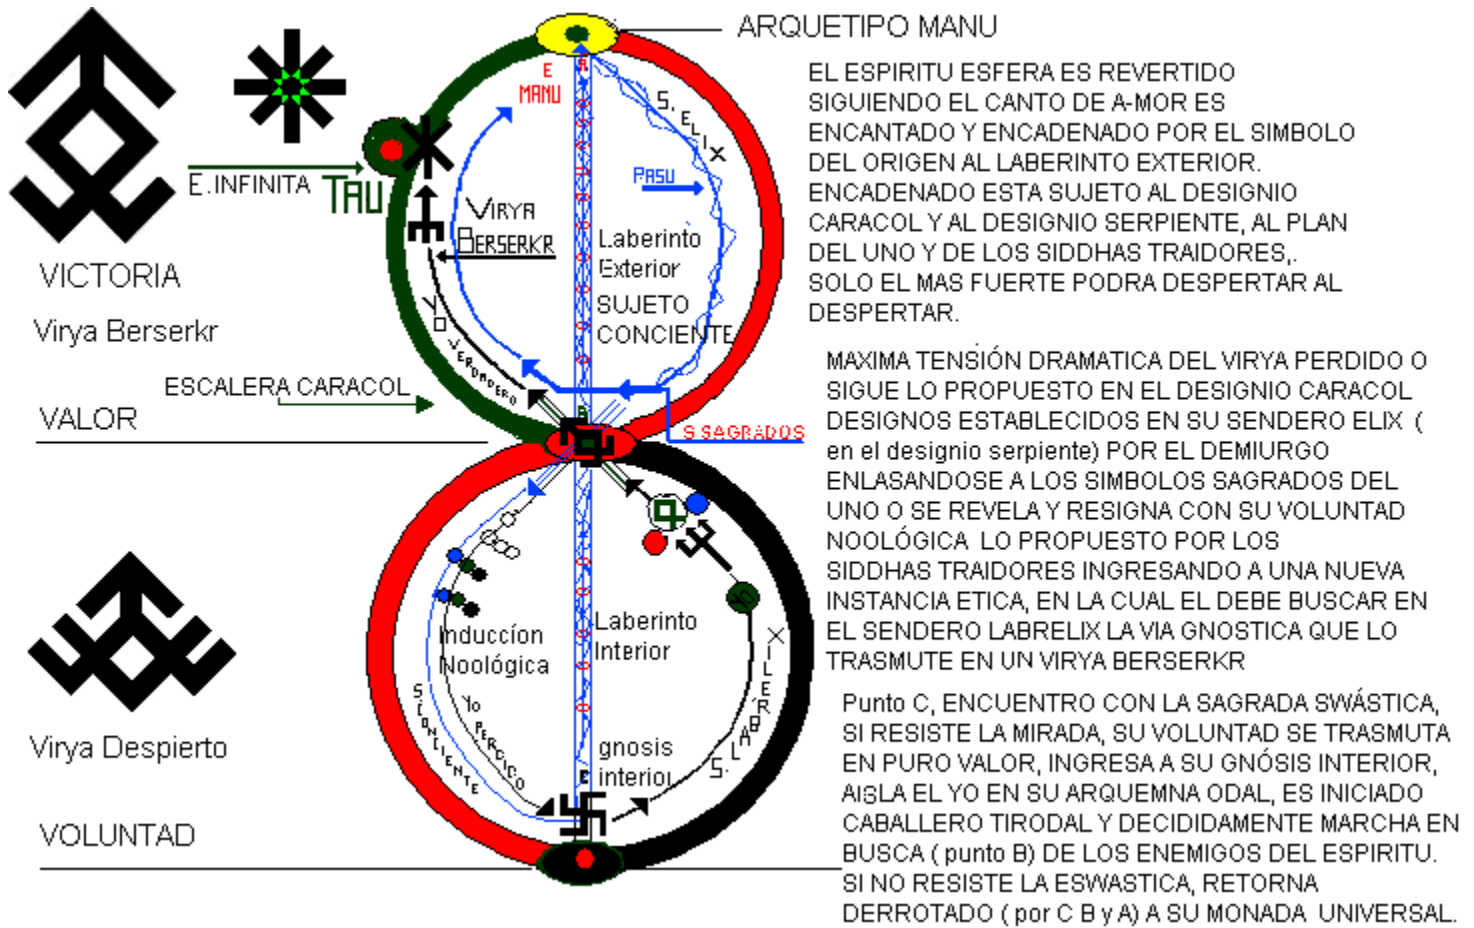 ARQUETIPO MANU
EL ESPIRITU ESFERA ES REVERTIDO
SIGUIENDO EL CANTO DE A-MOR ES
ENCANTADO Y ENCADENADO POR EL SIMBOLO
DEL ORIGEN AL LABERINTO EXTERIOR.
ENCADENADO ESTA SUJETO AL DESIGNIO
CARACOL Y AL DESIGNIO SERPIENTE, AL PLAN
DEL UNO Y DE LOS SIDDHAS TRAIDORES,.
SOLO EL MAS FUERTE PODRA DESPERTAR AL
DESPERTAR.
MAXIMA TENSIÓN DRAMATICA DEL VIRYA PERDIDO O
SIGUE LO PROPUESTO EN EL DESIGNIO CARACOL
DESIGNOS ESTABLECIDOS EN SU SENDERO ELIX (
en el designio serpiente) POR EL DEMIURGO
ENLASANDOSE A LOS SIMBOLOS SAGRADOS DEL
UNO O SE REVELA Y RESIGNA CON SU VOLUNTAD
NOOLÓGICA LO PROPUESTO POR LOS
SIDDHAS TRAIDORES INGRESANDO A UNA NUEVA
INSTANCIA ETICA, EN LA CUAL EL DEBE BUSCAR EN
EL SENDERO LABRELIX LA VIA GNOSTICA QUE LO
TRASMUTE EN UN VIRYA BERSERKR
Punto C, ENCUENTRO CON LA SAGRADA SWÁSTICA,
SI RESISTE LA MIRADA, SU VOLUNTAD SE TRASMUTA
EN PURO VALOR, INGRESA A SU GNÓSIS INTERIOR,
AISLA EL YO EN SU ARQUEMNA ODAL, ES INICIADO
CABALLERO TIRODAL Y DECIDIDAMENTE MARCHA EN
BUSCA ( punto B) DE LOS ENEMIGOS DEL ESPIRITU.
SI NO RESISTE LA ESWASTICA, RETORNA
DERROTADO ( por C B y A) A SU MONADA UNIVERSAL.
E.INFINITA
TAU
VICTORIA
Virya Berserkr
ESCALERA CARACOL
VALOR
Virya Despierto
VOLUNTAD
E
MANU
A
S. ELIX
PASU
VIRYA
BERSERKR
Laberinto
Exterior
SUJETO
CONCIENTE
YO VERDADERO
S SAGRADOS
Laberinto
Interior
Induccíon
Noológica
gnosis
interior
YO PERDIDO
S. CONCIENTE
YO